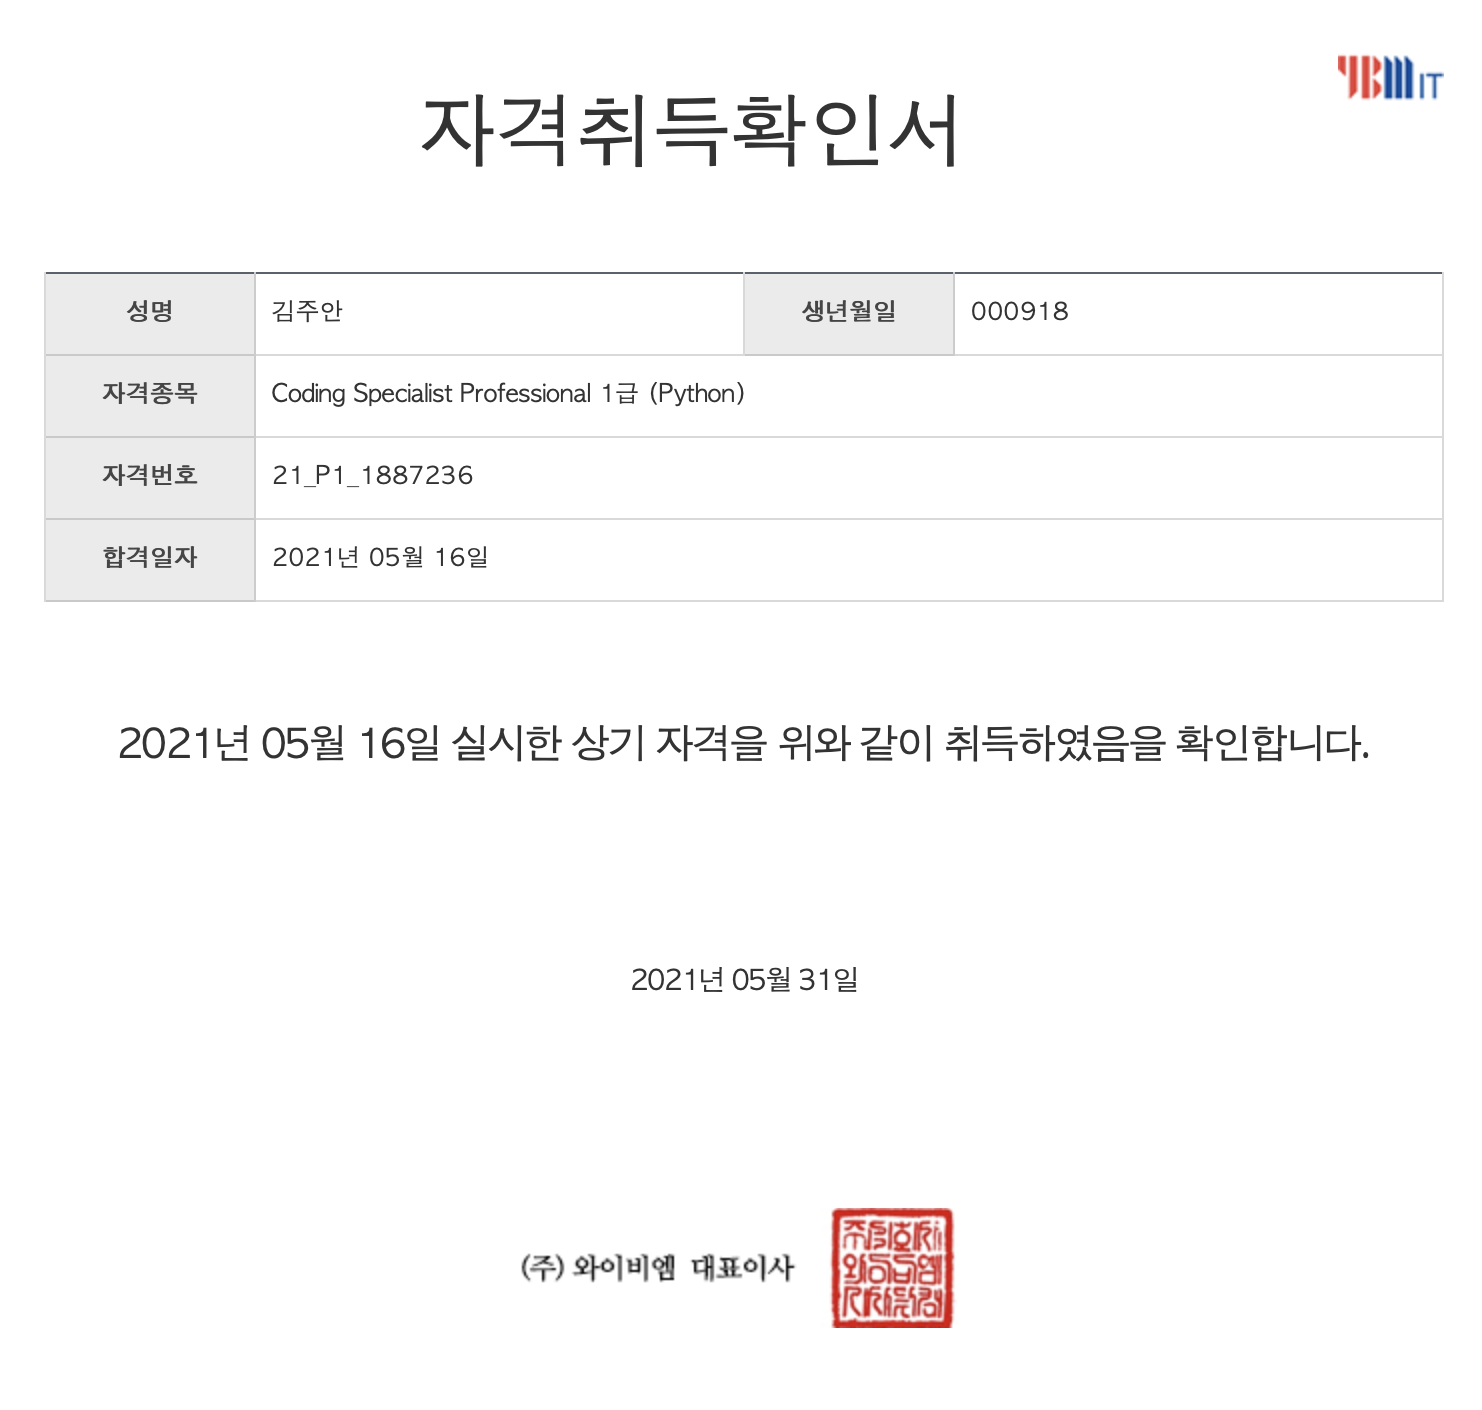 YBM IT
자격취득확인서
성명 김주안 생년월일 000918
자격종목 Coding Specialist Professional 1급 (Python)
자격번호 21_P1_1887236
합격일자 2021년 05월 16일
2021년 05월 16일 실시한 상기 자격을 위와 같이 취득하였음을 확인합니다.
2021년 05월 31일
(주) 와이비엠 대표이사